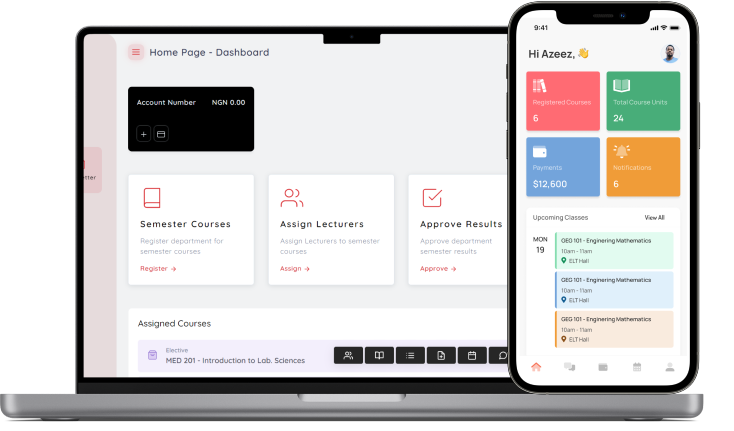 Home Page - Dashboard
Account Number NGN 0.00
tter
Semester Courses
Register department for
semester courses
Register →
Assign Lecturers
Assign Lecturers to semester
courses
Assign →
Approve Results
Approve department
semester results
Approve →
Assigned Courses
Elective
MED 201 - Introduction to Lab. Sciences
9:41
Hi Azeez, 👋
Registered Courses
6
Total Course Units
24
Payments
$12,600
Notifications
6
Upcoming Classes
View All
MON
19
GEG 101 - Enginering Mathematics
10am - 11am
ELT Hall
GEG 101 - Enginering Mathematics
10am - 11am
ELT Hall
GEG 101 - Enginering Mathematics
10am - 11am
ELT Hall